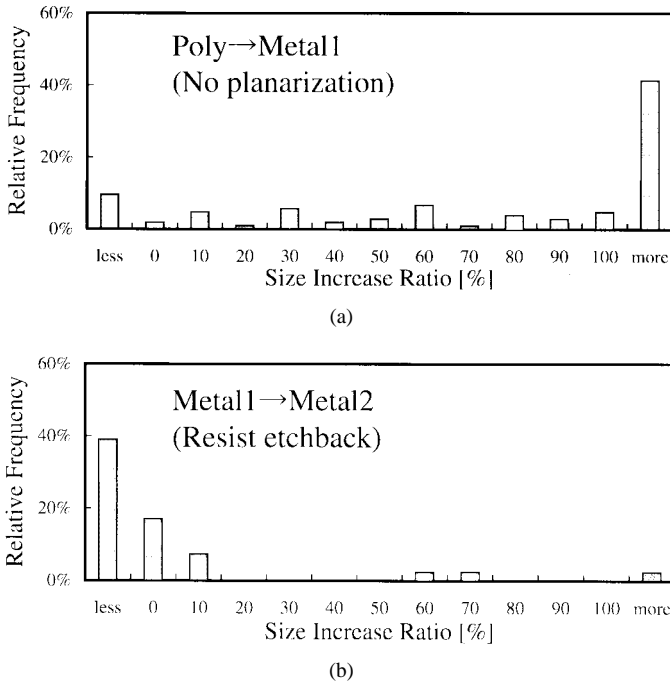 60%
40%
20%
0%
Relative Frequency
Poly→Metal1
(No planarization)
less 0 10 20 30 40 50 60 70 80 90 100 more
Size Increase Ratio [%]
(a)
60%
40%
20%
0%
Relative Frequency
Metal1→Metal2
(Resist etchback)
less 0 10 20 30 40 50 60 70 80 90 100 more
Size Increase Ratio [%]
(b)